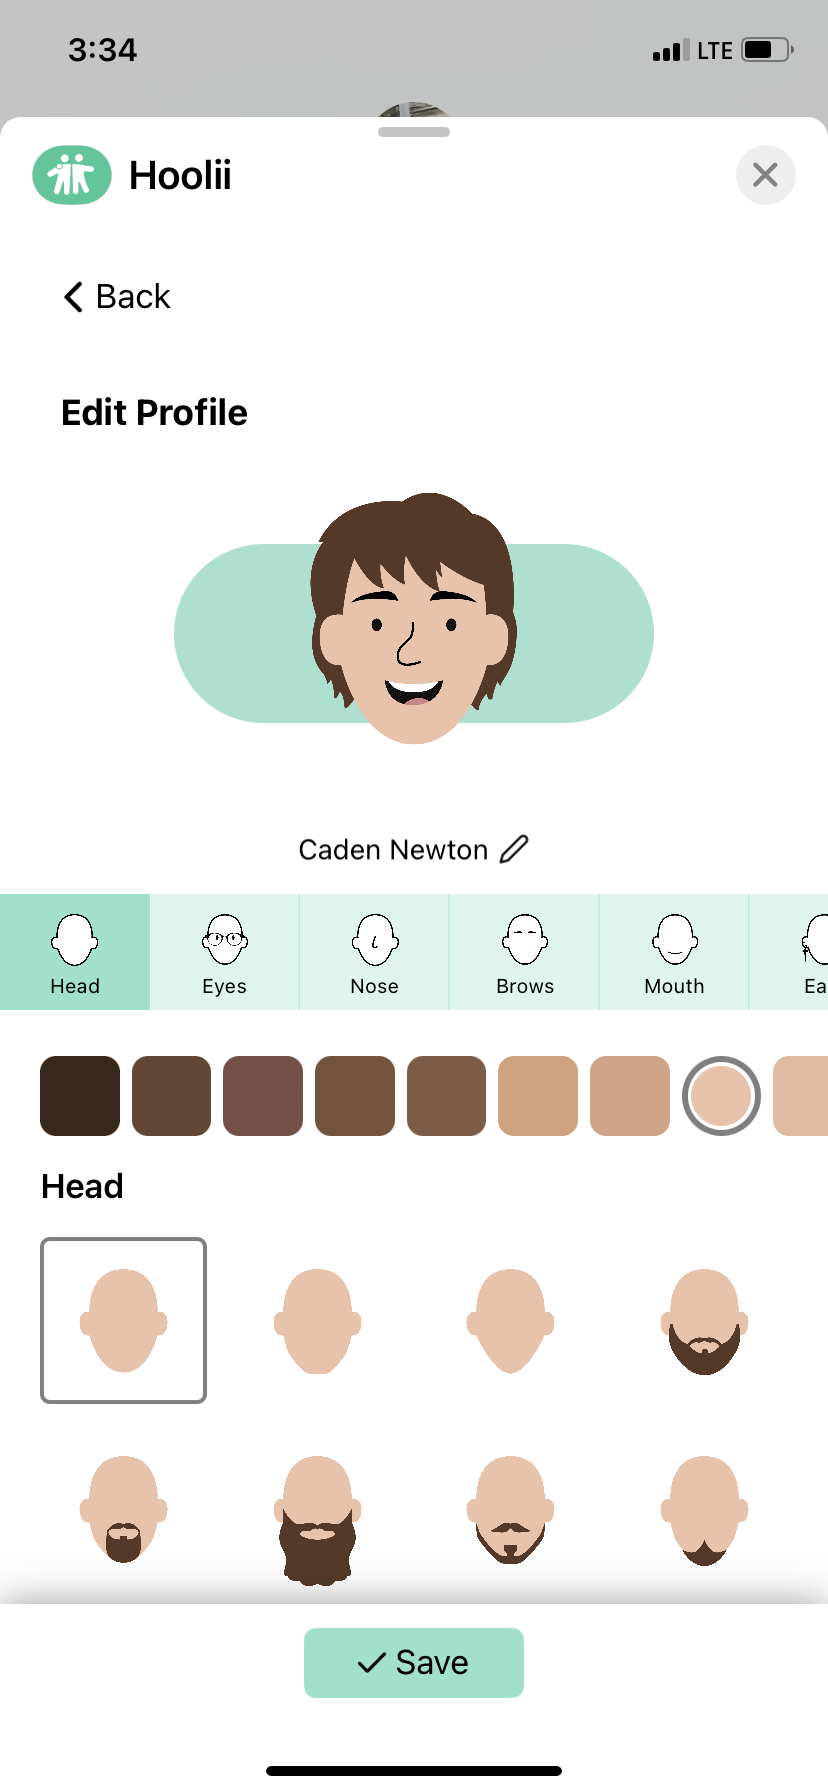 3:34
LTE
Hoolii
Back
Edit Profile
Caden Newton
Head
Eyes
Nose
Brows
Mouth
Ea
Head
Save